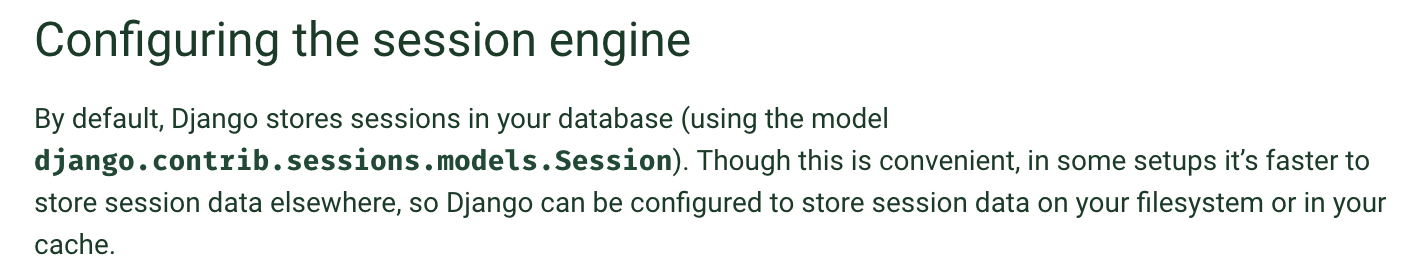 Configuring the session engine
By default, Django stores sessions in your database (using the model
django.contrib.sessions.models.Session). Though this is convenient, in some setups it’s faster to
store session data elsewhere, so Django can be configured to store session data on your filesystem or in your
cache.